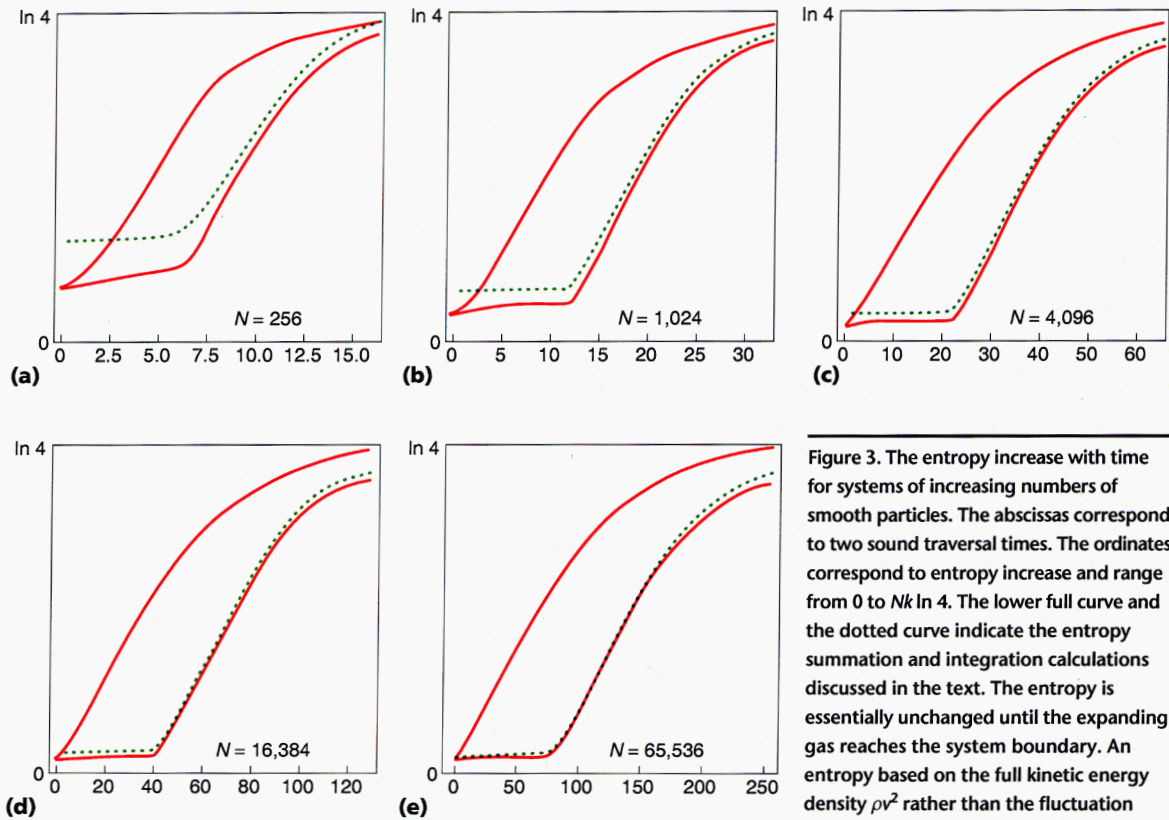 ln 4
N = 256
0
0 2.5 5.0 7.5 10.0 12.5 15.0
(a)
ln 4
N = 1,024
0
0 5 10 15 20 25 30
(b)
ln 4
N = 4,096
0
0 10 20 30 40 50 60
(c)
ln 4
N = 16,384
0
0 20 40 60 80 100 120
(d)
ln 4
N = 65,536
0
0 50 100 150 200 250
(e)
Figure 3. The entropy increase with time
for systems of increasing numbers of
smooth particles. The abscissas correspond
to two sound traversal times. The ordinates
correspond to entropy increase and range
from 0 to Nk ln 4. The lower full curve and
the dotted curve indicate the entropy
summation and integration calculations
discussed in the text. The entropy is
essentially unchanged until the expanding
gas reaches the system boundary. An
entropy based on the full kinetic energy
density ρv² rather than the fluctuation